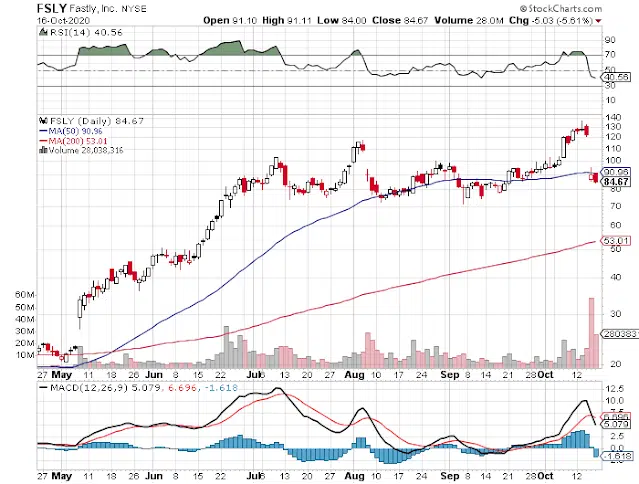 FSLY Fastly, Inc. NYSE
© StockCharts.com
16-Oct-2020 Open 91.10 High 91.11 Low 84.00 Close 84.67 Volume 28.0M Chg -5.03 (-5.61%)
RSI(14) 40.56
90
70
50
40.56
30
10
FSLY (Daily) 84.67
MA(50) 90.96
MA(200) 53.01
Volume 28,038,316
140
130
120
110
100
90.96
84.67
80
70
60
53.01
50
40
30
20
60M
50M
40M
30M
20M
10M
2803831
27 May 11 18 26 Jun 8 15 22 Jul 6 13 20 27 Aug 10 17 24 Sep 8 14 21 28 Oct 12
MACD(12,26,9) 5.079, 6.696, -1.618
12.5
10.0
7.5
6.696
5.079
2.5
0.0
-1.618
27 May 11 18 26 Jun 8 15 22 Jul 6 13 20 27 Aug 10 17 24 Sep 8 14 21 28 Oct 12